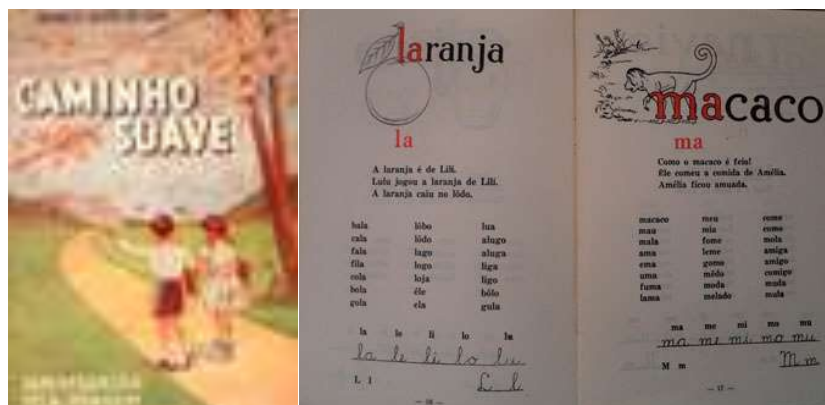 CAMINHO
SUAVE
laranja
la
A laranja é de Lili.
Lulu jogou a laranja de Lili.
A laranja caiu no lôdo.
bala lôbo lua
cala lôdo alugo
fala lago aluga
fila logo liga
cola loja ligo
bola êle bôlo
gula ela gula
la le li lo lu
la le li lo lu
L l
L l
macaco
ma
Como o macaco é feio!
Ele comeu a comida de Amélia.
Amélia ficou amuada.
macaco meu come
mau mia como
mala fome mola
ama leme amiga
ema gomo amigo
uma mêdo comigo
fuma moda muda
lama melado mula
ma me mi mo mu
ma me mi mo mu
M m
M m
— 17 —